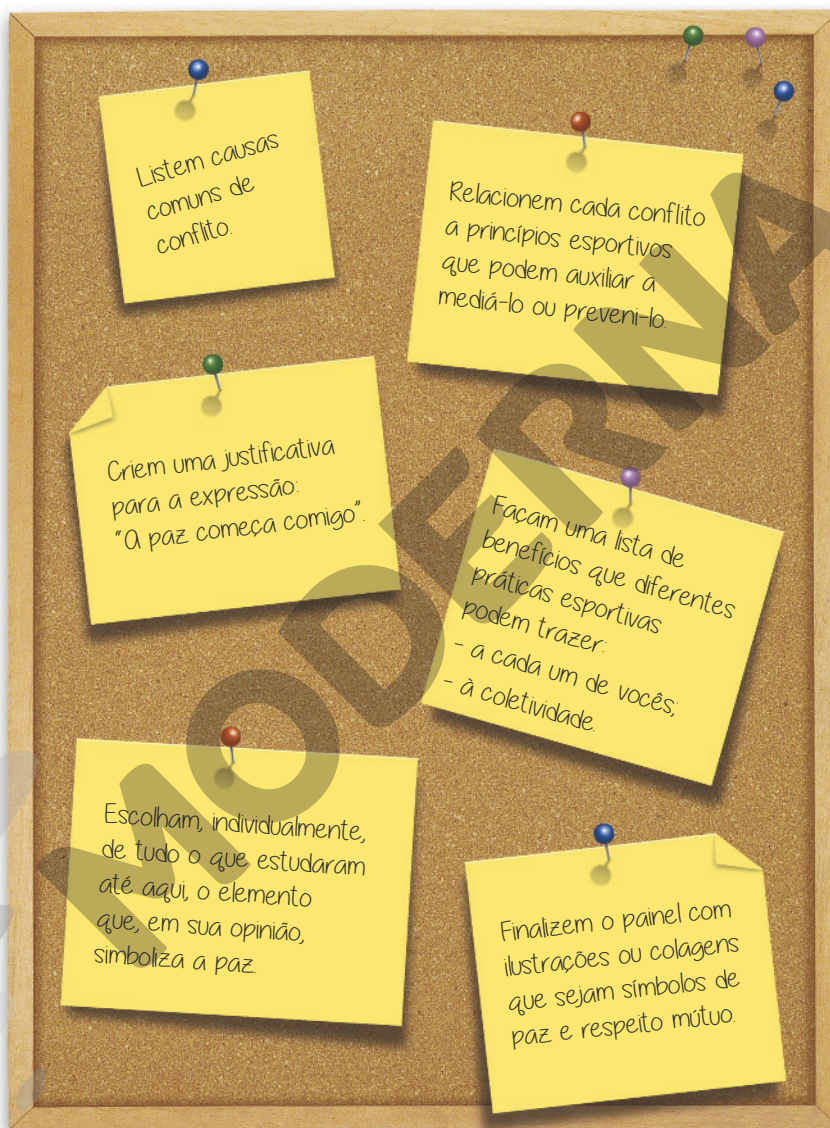 Listem causas
comuns de
conflito.
Relacionem cada conflito
a princípios esportivos
que podem auxiliar a
mediá-lo ou preveni-lo.
Criem uma justificativa
para a expressão:
“A paz começa comigo”.
Façam uma lista de
benefícios que diferentes
práticas esportivas
podem trazer:
- a cada um de vocês;
- à coletividade.
Escolham, individualmente,
de tudo o que estudaram
até aqui, o elemento
que, em sua opinião,
simboliza a paz.
Finalizem o painel com
ilustrações ou colagens
que sejam símbolos de
paz e respeito mútuo.
MODERNA